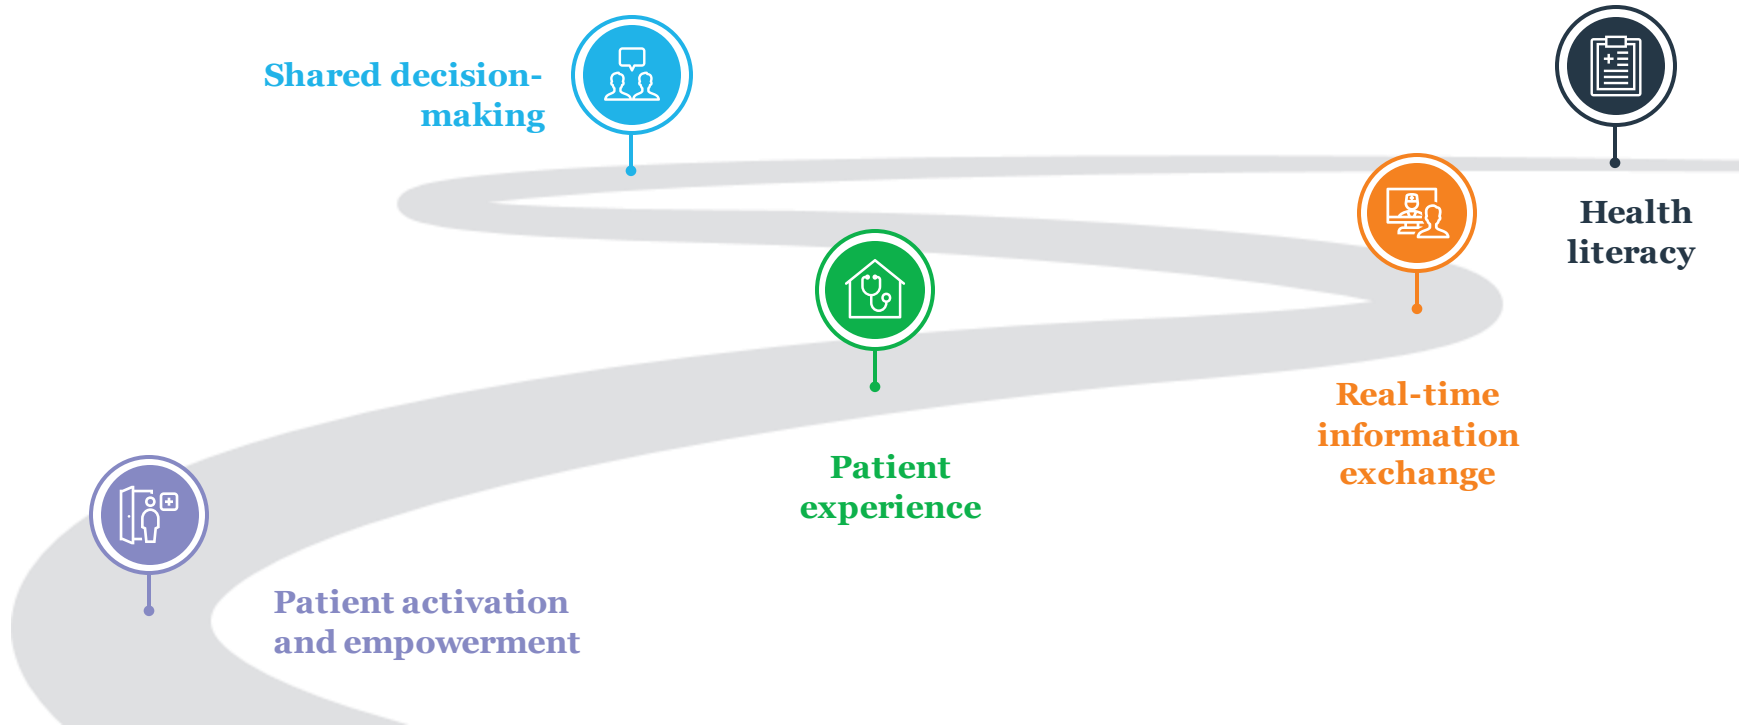 Shared decision-
making
Health
literacy
Real-time
information
exchange
Patient
experience
Patient activation
and empowerment